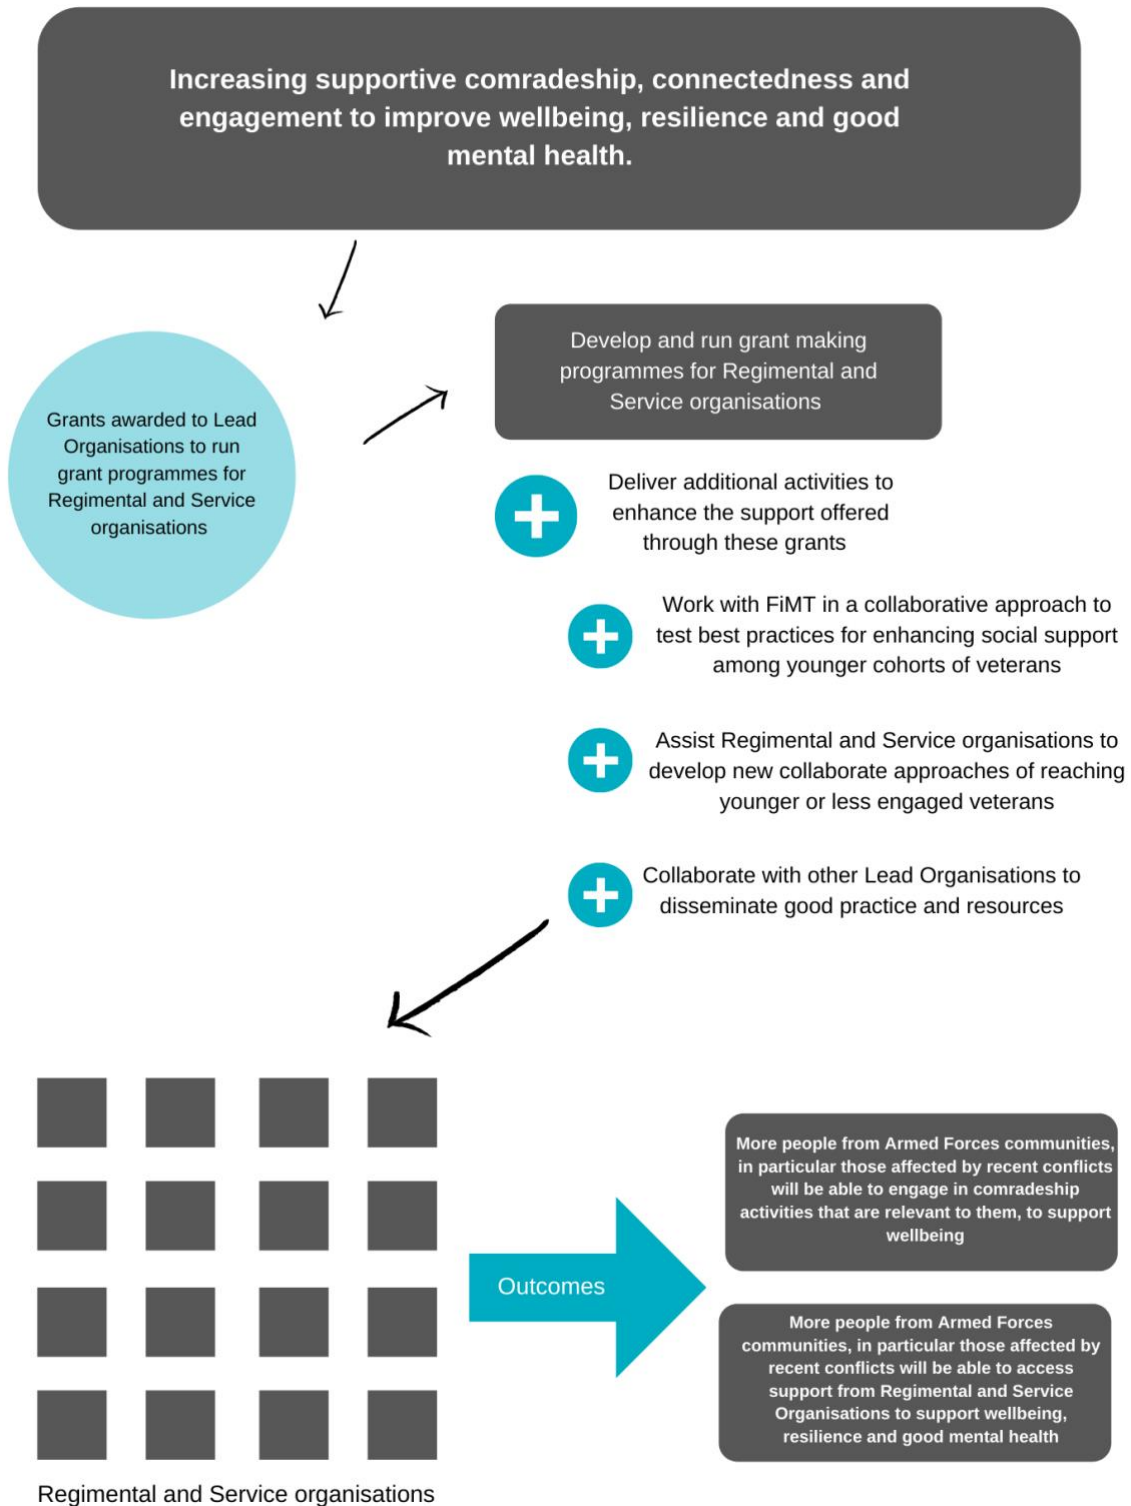 Increasing supportive comradeship, connectedness and
engagement to improve wellbeing, resilience and good
mental health.
Grants awarded to Lead
Organisations to run
grant programmes for
Regimental and Service
organisations
Develop and run grant making
programmes for Regimental and
Service organisations
Deliver additional activities to
enhance the support offered
through these grants
Work with FiMT in a collaborative approach to
test best practices for enhancing social support
among younger cohorts of veterans
Assist Regimental and Service organisations to
develop new collaborate approaches of reaching
younger or less engaged veterans
Collaborate with other Lead Organisations to
disseminate good practice and resources
Regimental and Service organisations
Outcomes
More people from Armed Forces communities,
in particular those affected by recent conflicts
will be able to engage in comradeship
activities that are relevant to them, to support
wellbeing
More people from Armed Forces
communities, in particular those affected by
recent conflicts will be able to access
support from Regimental and Service
Organisations to support wellbeing,
resilience and good mental health